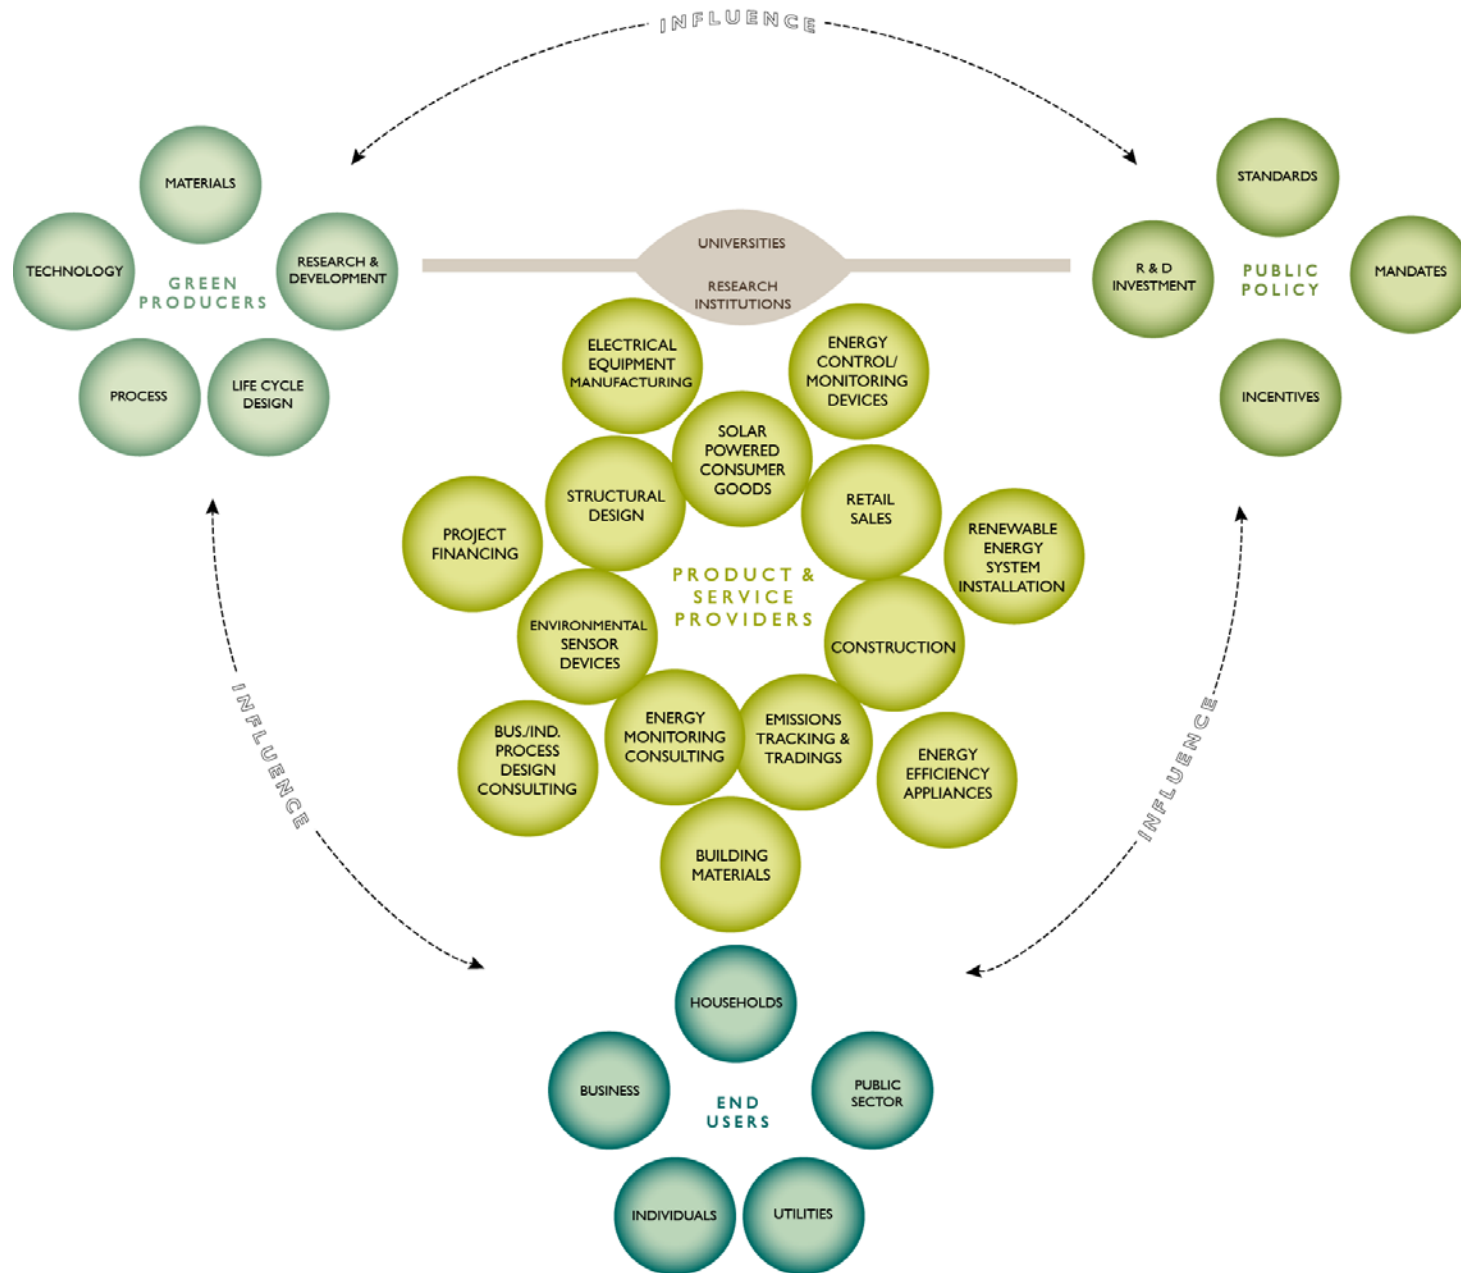 INFLUENCE
MATERIALS
TECHNOLOGY
RESEARCH &
DEVELOPMENT
GREEN
PRODUCERS
PROCESS
LIFE CYCLE
DESIGN
UNIVERSITIES
RESEARCH
INSTITUTIONS
STANDARDS
R & D
INVESTMENT
PUBLIC
POLICY
MANDATES
INCENTIVES
ELECTRICAL
EQUIPMENT
MANUFACTURING
ENERGY
CONTROL/
MONITORING
DEVICES
SOLAR
POWERED
CONSUMER
GOODS
STRUCTURAL
DESIGN
RETAIL
SALES
PROJECT
FINANCING
RENEWABLE
ENERGY
SYSTEM
INSTALLATION
PRODUCT &
SERVICE
PROVIDERS
ENVIRONMENTAL
SENSOR
DEVICES
CONSTRUCTION
BUS./IND.
PROCESS
DESIGN
CONSULTING
ENERGY
MONITORING
CONSULTING
EMISSIONS
TRACKING &
TRADINGS
ENERGY
EFFICIENCY
APPLIANCES
BUILDING
MATERIALS
INFLUENCE
INFLUENCE
HOUSEHOLDS
BUSINESS
PUBLIC
SECTOR
END
USERS
INDIVIDUALS
UTILITIES